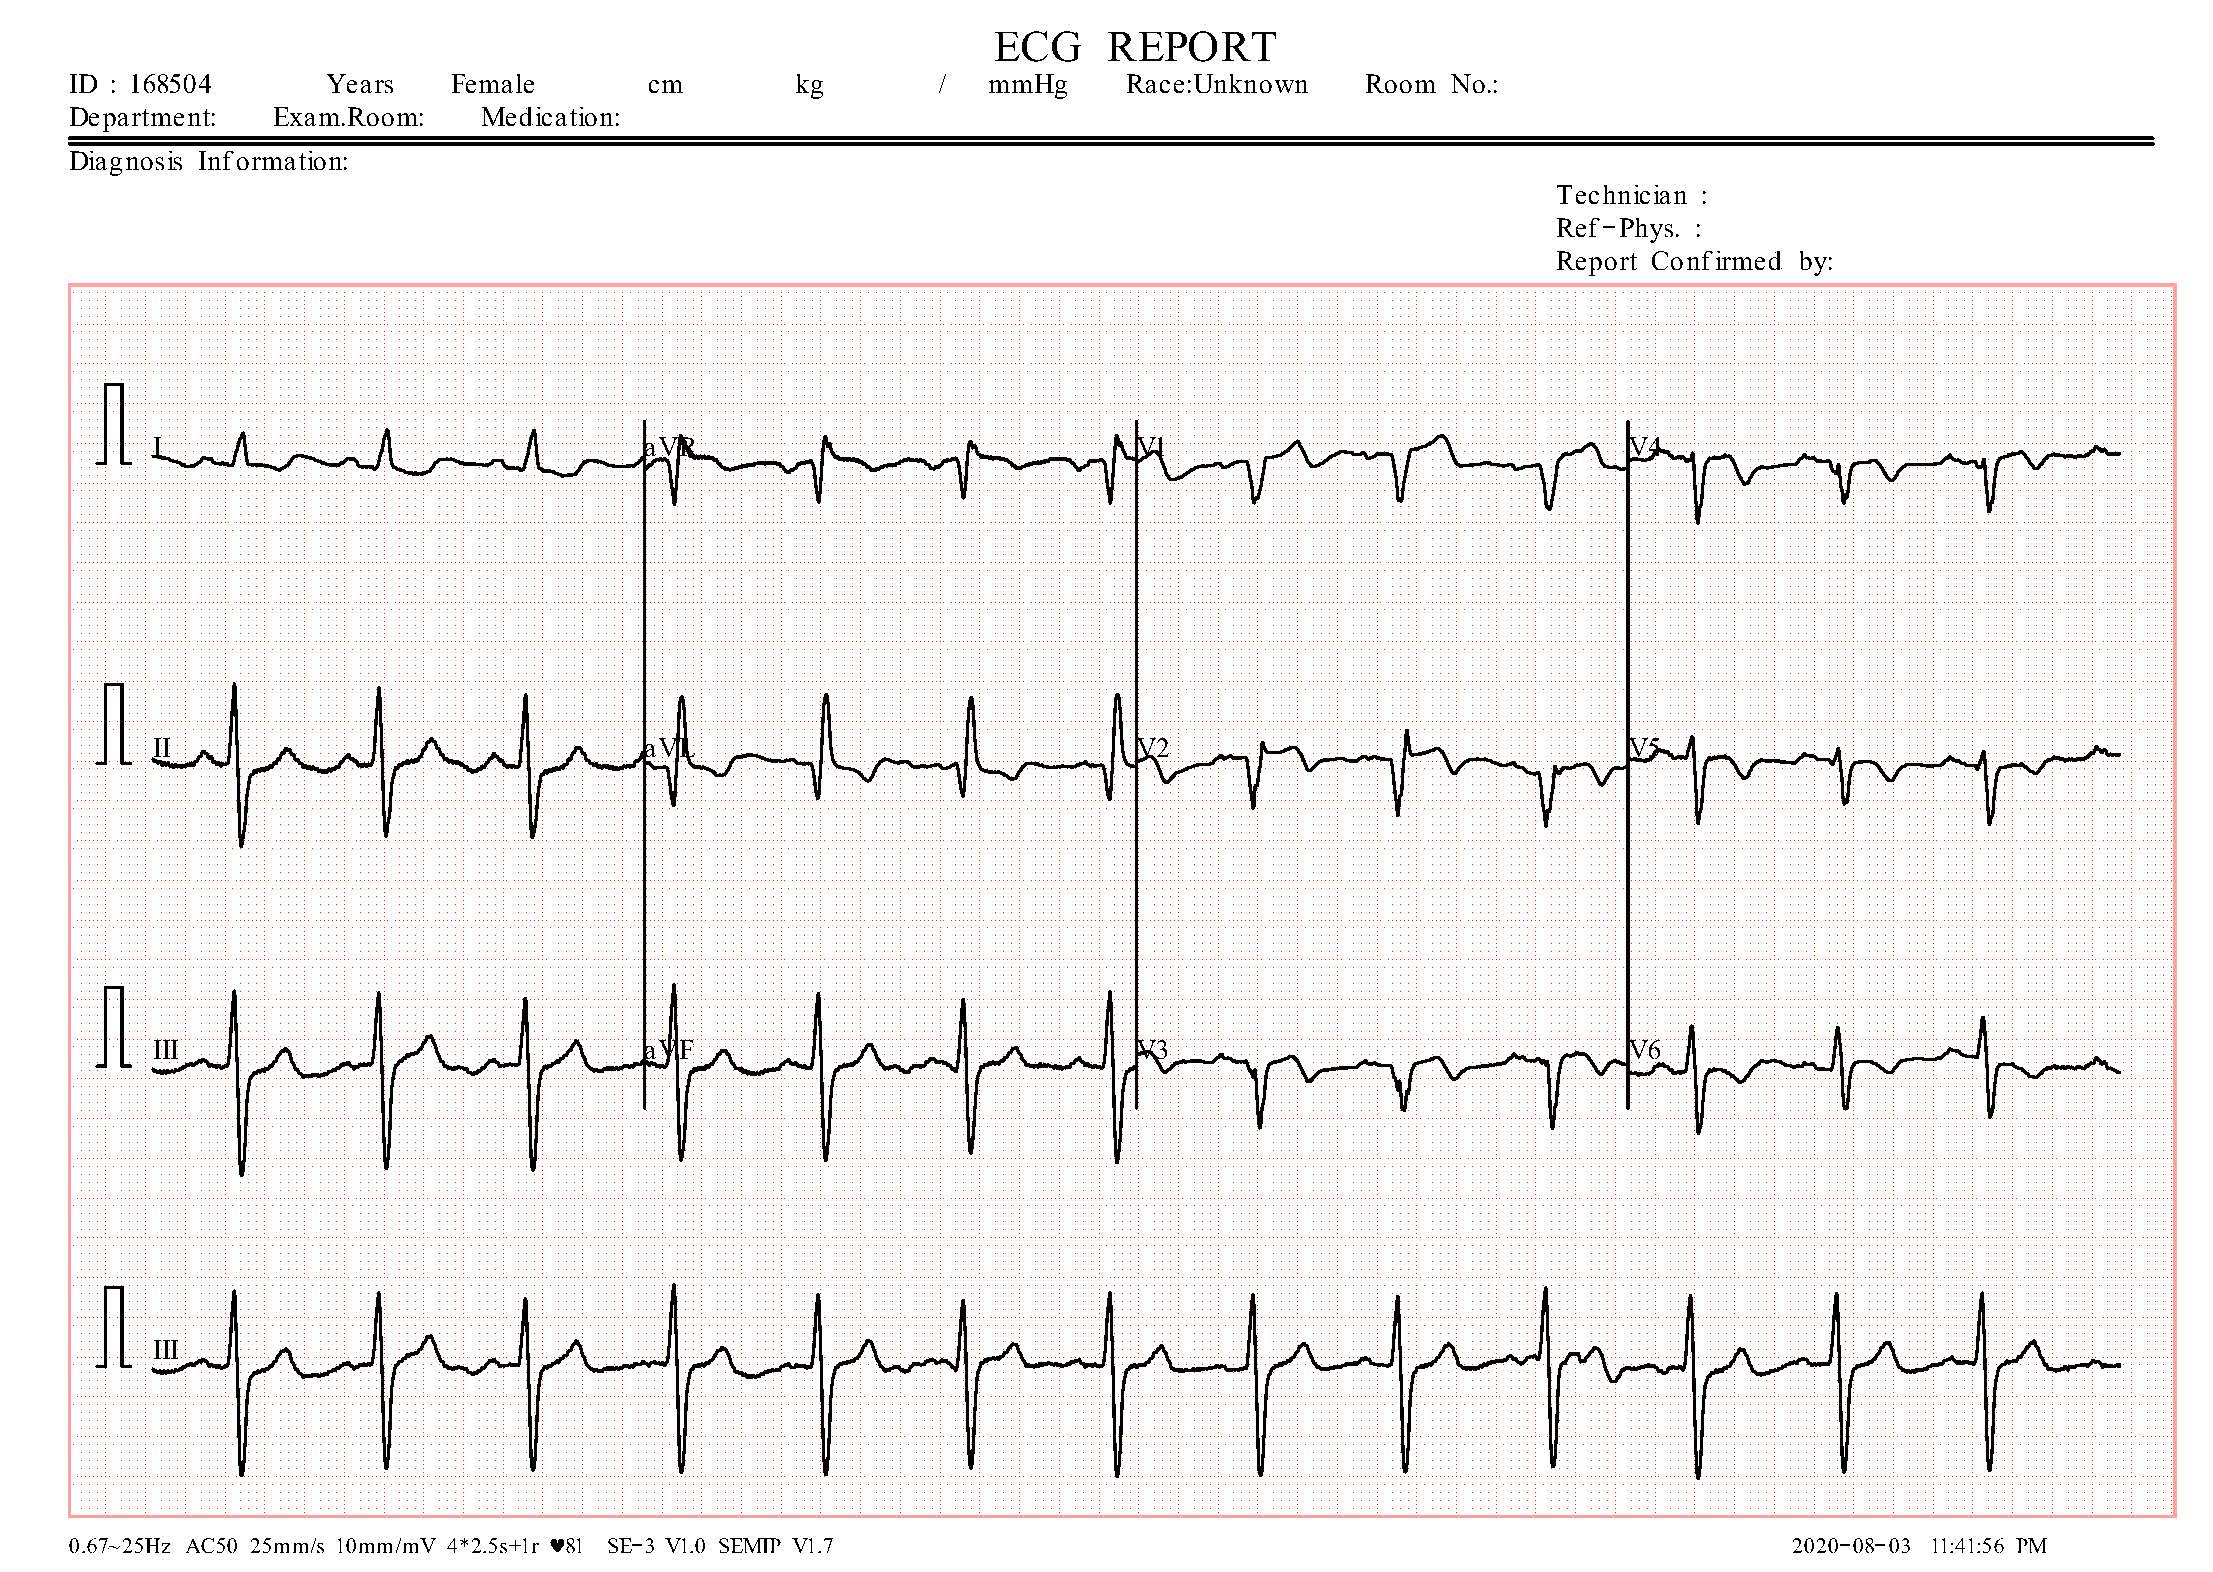 ECG REPORT
ID : 168504 Years Female cm kg / mmHg Race:Unknown Room No.:
Department: Exam.Room: Medication:
Diagnosis Information:
Technician :
Ref-Phys. :
Report Confirmed by:
I aVR V1 V4
II aVL V2 V5
III aVF V3 V6
III
0.67~25Hz AC50 25mm/s 10mm/mV 4*2.5s+1r ♥81 SE-3 V1.0 SEMIP V1.7 2020-08-03 11:41:56 PM